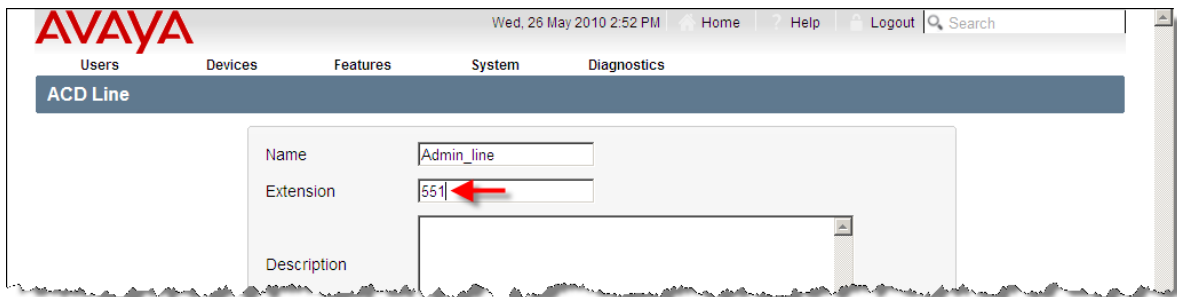 AVAYA
Wed, 26 May 2010 2:52 PM Home ? Help Logout Search
Users Devices Features System Diagnostics
ACD Line
Name Admin_line
Extension 551
Description